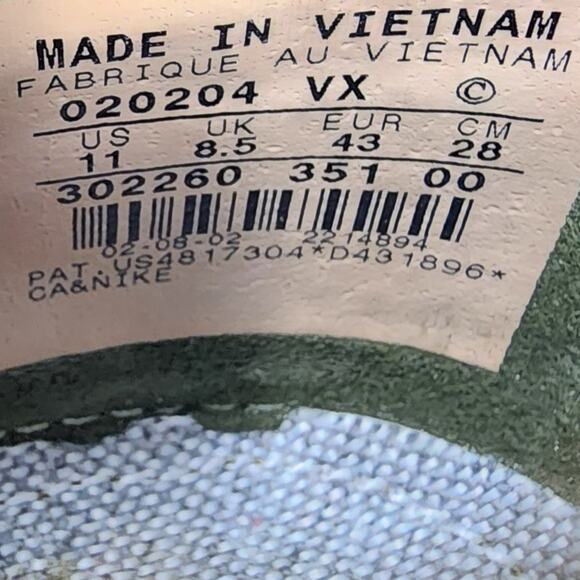 MADE IN VIETNAM
FABRIQUE AU VIETNAM
020204 VX ©
US UK EUR CM
11 8.5 43 28
302260 351 00
02-08-02 2214894
PAT. US4817304*D431896*
CA&NIKE